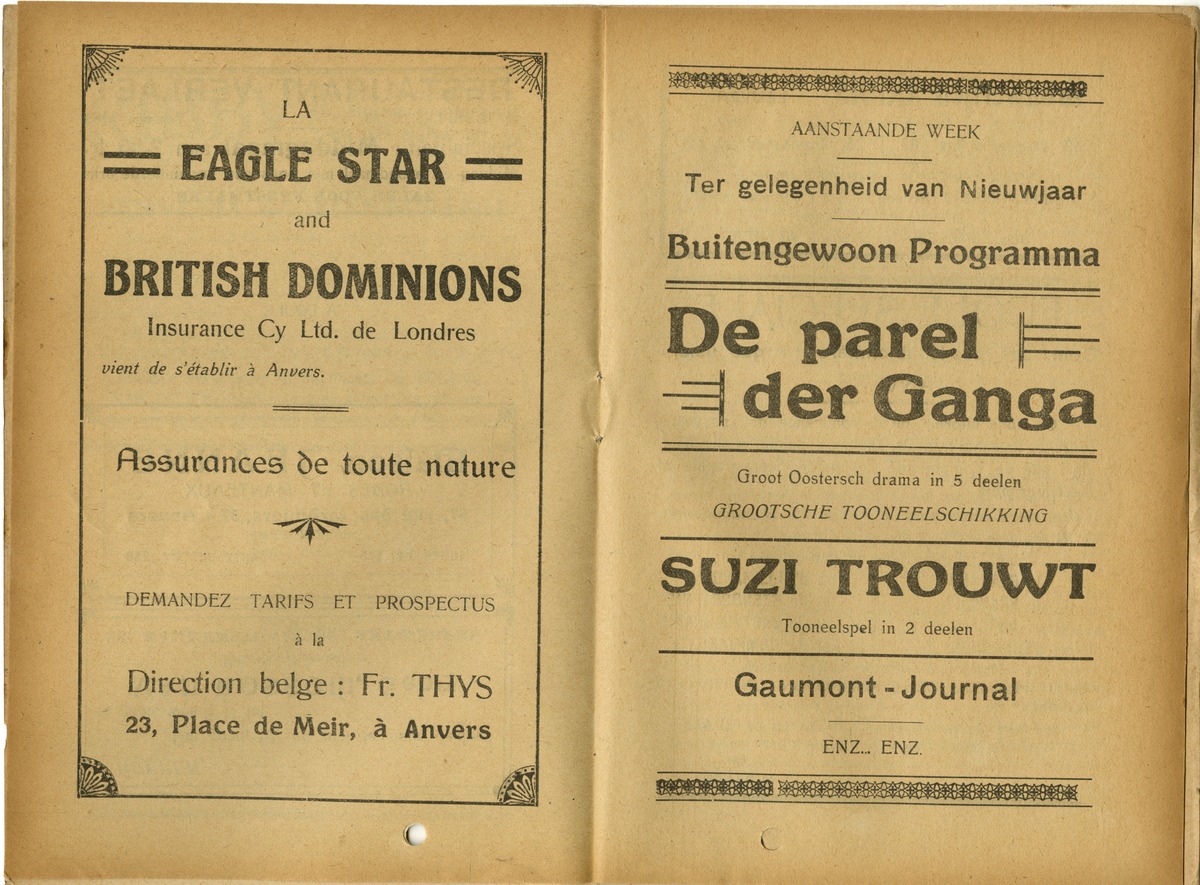 LA
EAGLE STAR
and
BRITISH DOMINIONS
Insurance Cy Ltd. de Londres
vient de s'établir à Anvers.
Assurances de toute nature
DEMANDEZ TARIFS ET PROSPECTUS
à la
Direction belge : Fr. THYS
23, Place de Meir, à Anvers
AANSTAANDE WEEK
Ter gelegenheid van Nieuwjaar
Buitengewoon Programma
De parel
der Ganga
Groot Oostersch drama in 5 deelen
GROOTSCHE TOONEELSCHIKKING
SUZI TROUWT
Tooneelspel in 2 deelen
Gaumont-Journal
ENZ... ENZ.